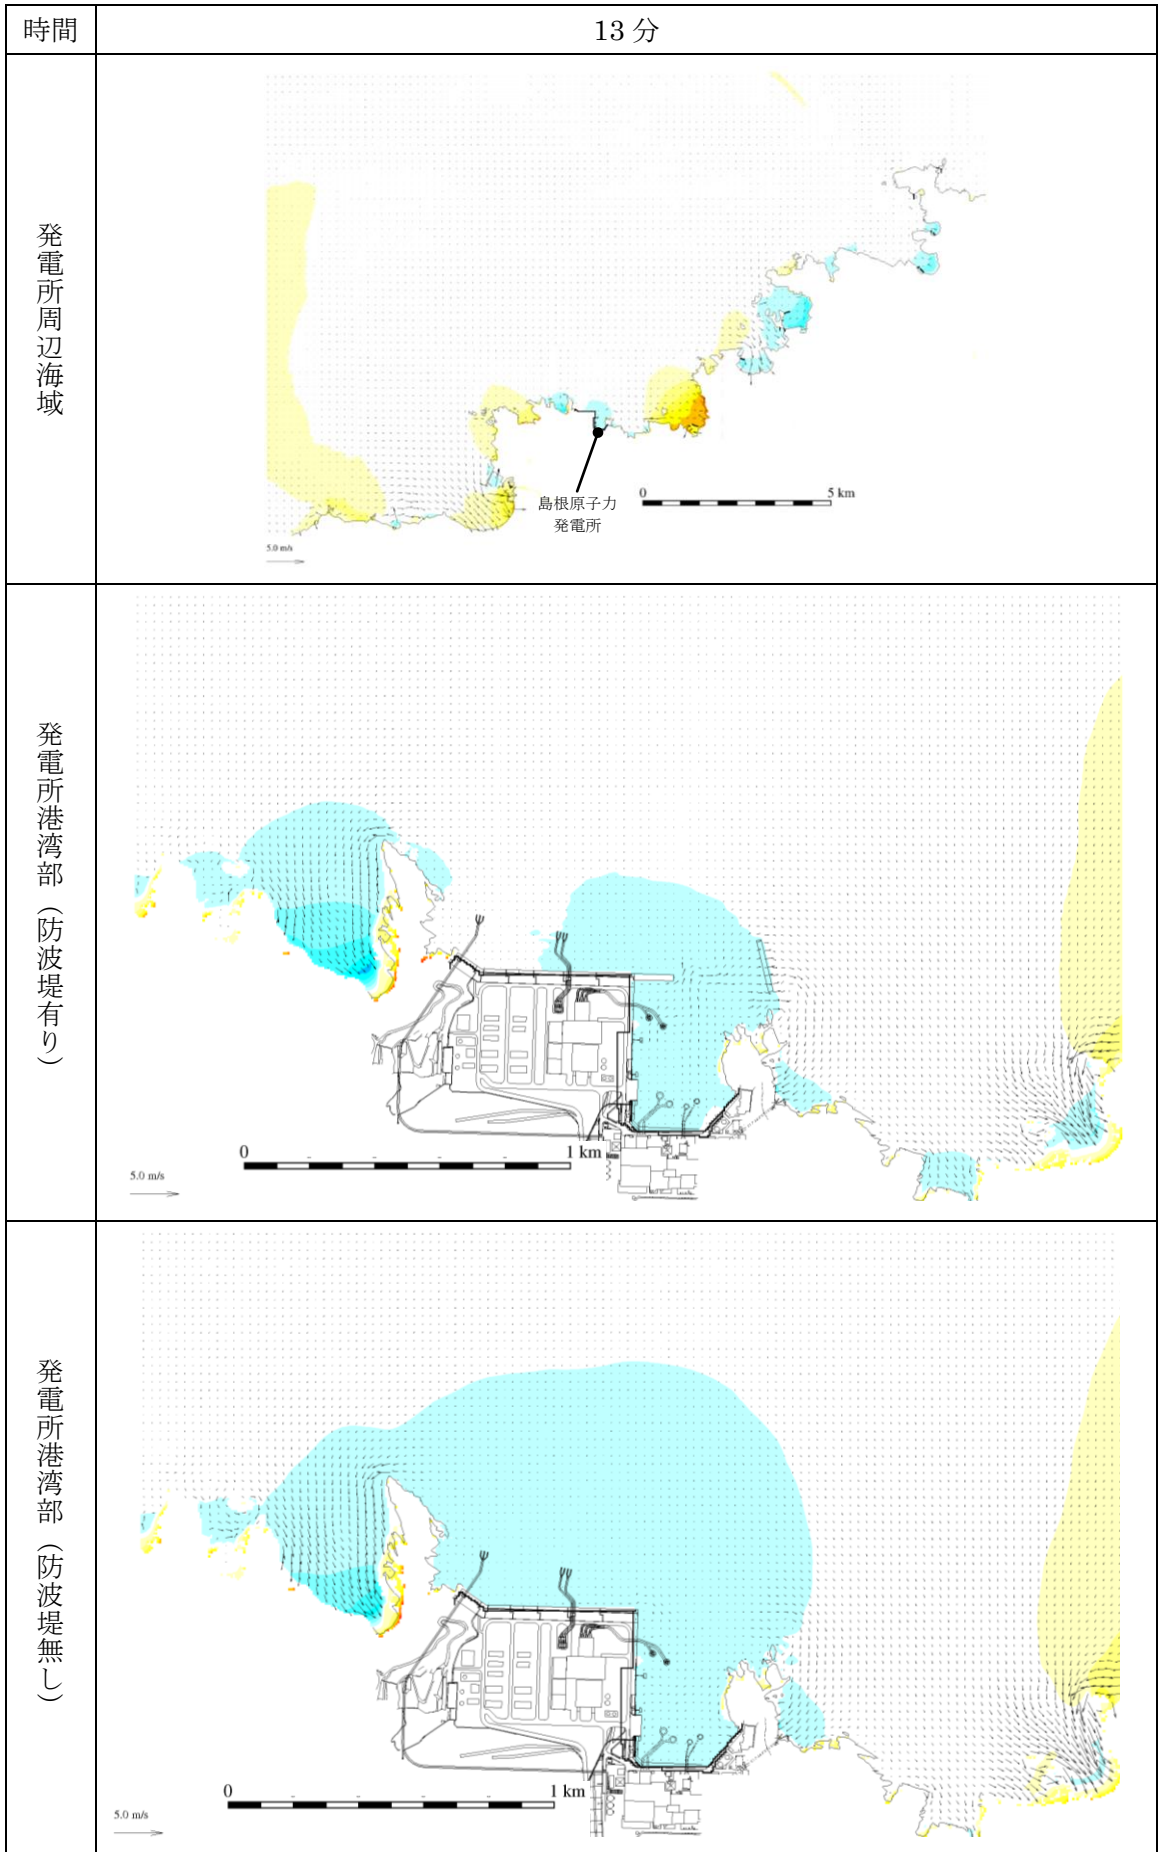 時間
13 分
発電所周辺海域
島根原子力
発電所
0
5 km
5.0 m/s
発電所港湾部（防波堤有り）
0
1 km
5.0 m/s
発電所港湾部（防波堤無し）
0
1 km
5.0 m/s